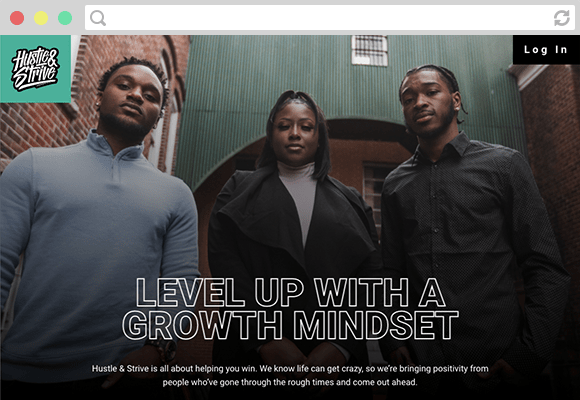 Hustle &
Strive
Log In
LEVEL UP WITH A
GROWTH MINDSET
Hustle & Strive is all about helping you win. We know life can get crazy, so we're bringing positivity from
people who've gone through the rough times and come out ahead.